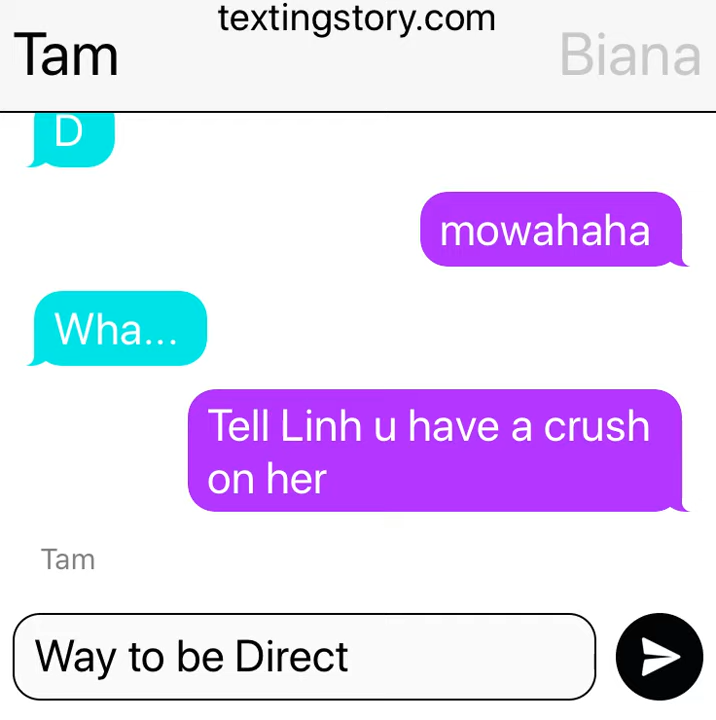 textingstory.com
Tam
Biana
D
mowahaha
Wha...
Tell Linh u have a crush
on her
Tam
Way to be Direct